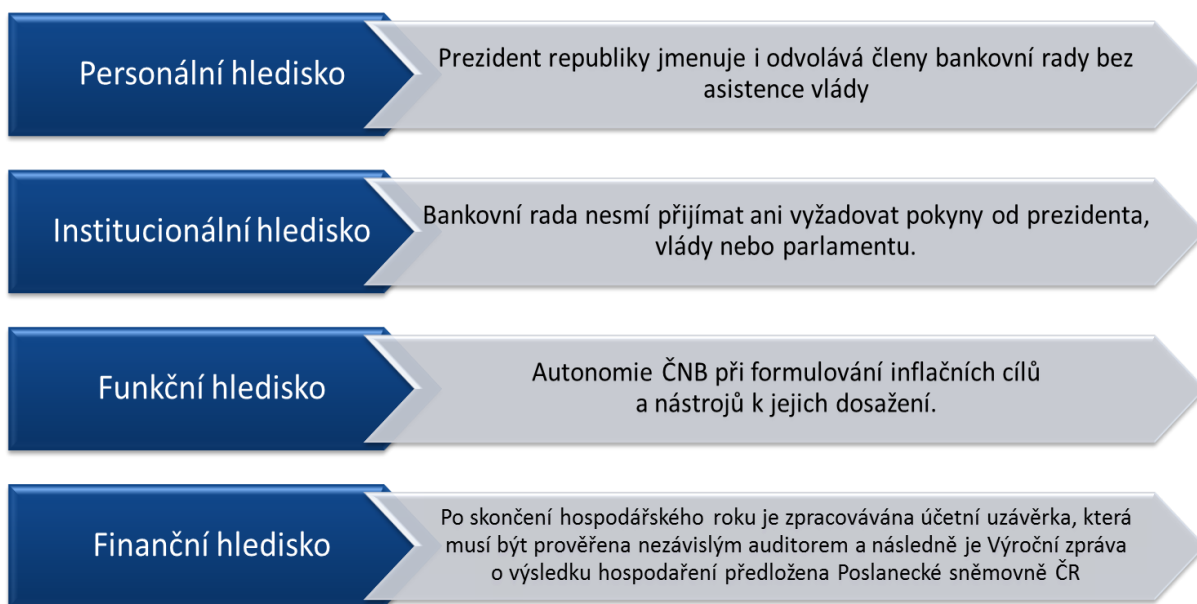 Personální hledisko
Prezident republiky jmenuje i odvolává členy bankovní rady bez
asistence vlády
Institucionální hledisko
Bankovní rada nesmí přijímat ani vyžadovat pokyny od prezidenta,
vlády nebo parlamentu.
Funkční hledisko
Autonomie ČNB při formulování inflačních cílů
a nástrojů k jejich dosažení.
Finanční hledisko
Po skončení hospodářského roku je zpracovávána účetní uzávěrka, která
musí být prověřena nezávislým auditorem a následně je Výroční zpráva
o výsledku hospodaření předložena Poslanecké sněmovně ČR